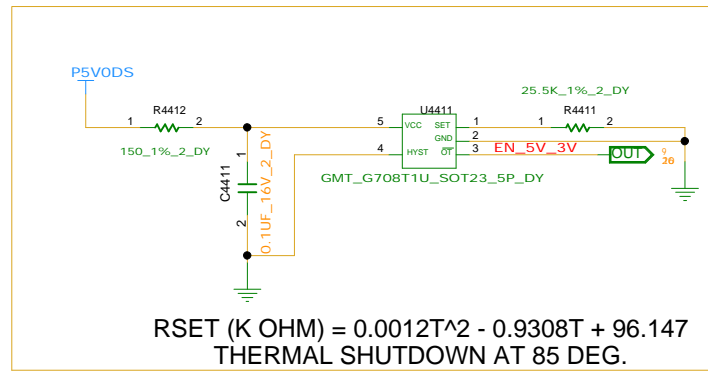 P5V0DS
R4412
1 2
150_1%_2_DY
C4411
1
2
0.1UF_16V_2_DY
U4411
5 VCC SET 1
GND 2
4 HYST OT 3
GMT_G708T1U_SOT23_5P_DY
25.5K_1%_2_DY
R4411
1 2
EN_5V_3V
OUT
9
RSET (K OHM) = 0.0012T^2 - 0.9308T + 96.147
THERMAL SHUTDOWN AT 85 DEG.